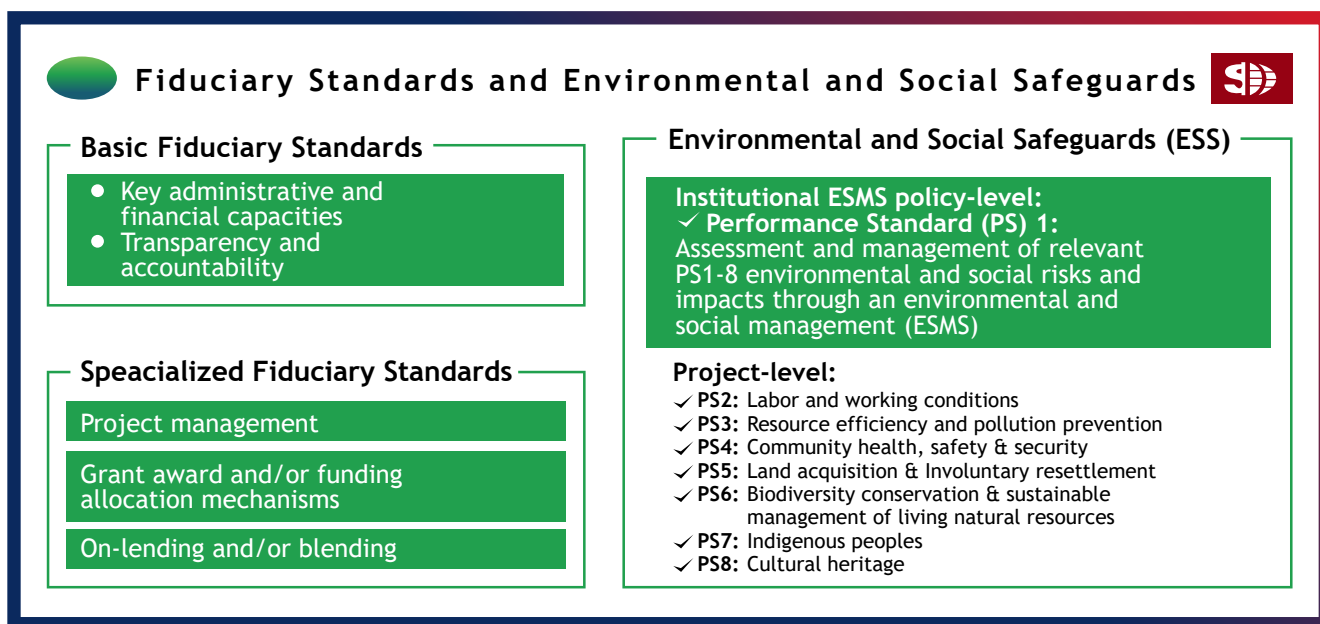 Fiduciary Standards and Environmental and Social Safeguards
Basic Fiduciary Standards
● Key administrative and
financial capacities
● Transparency and
accountability
Speacialized Fiduciary Standards
Project management
Grant award and/or funding
allocation mechanisms
On-lending and/or blending
Environmental and Social Safeguards (ESS)
Institutional ESMS policy-level:
✓ Performance Standard (PS) 1:
Assessment and management of relevant
PS1-8 environmental and social risks and
impacts through an environmental and
social management (ESMS)
Project-level:
✓ PS2: Labor and working conditions
✓ PS3: Resource efficiency and pollution prevention
✓ PS4: Community health, safety & security
✓ PS5: Land acquisition & Involuntary resettlement
✓ PS6: Biodiversity conservation & sustainable
management of living natural resources
✓ PS7: Indigenous peoples
✓ PS8: Cultural heritage